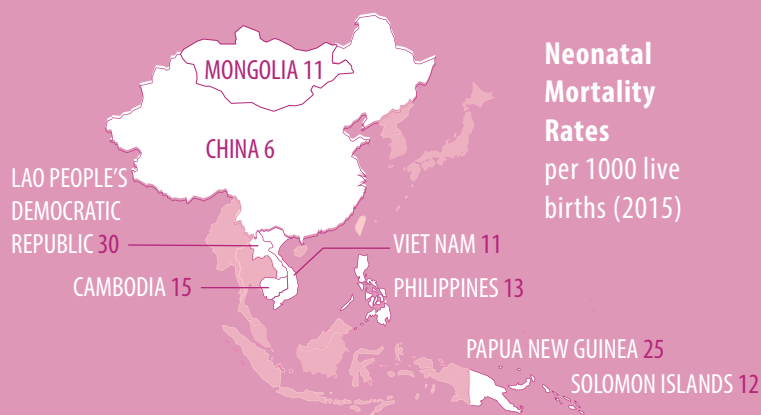 Neonatal
Mortality
Rates
per 1000 live
births (2015)
MONGOLIA 11
CHINA 6
LAO PEOPLE'S
DEMOCRATIC
REPUBLIC 30
VIET NAM 11
CAMBODIA 15
PHILIPPINES 13
PAPUA NEW GUINEA 25
SOLOMON ISLANDS 12